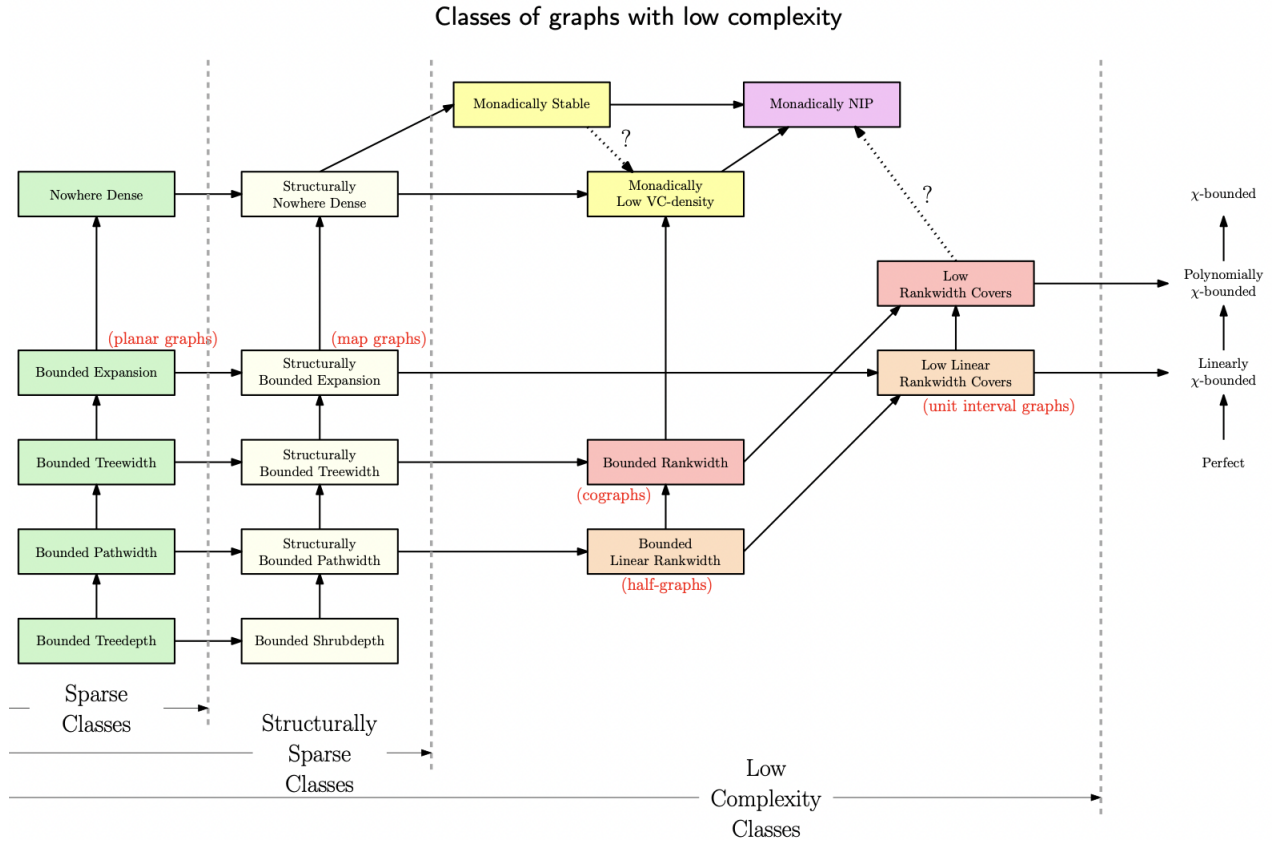 Classes of graphs with low complexity
Monadically Stable
Monadically NIP
?
Nowhere Dense
Structurally
Nowhere Dense
Monadically
Low VC-density
?
χ-bounded
Low
Rankwidth Covers
Polynomially
χ-bounded
(planar graphs)
(map graphs)
Bounded Expansion
Structurally
Bounded Expansion
Low Linear
Rankwidth Covers
Linearly
χ-bounded
(unit interval graphs)
Bounded Treewidth
Structurally
Bounded Treewidth
Bounded Rankwidth
Perfect
(cographs)
Bounded Pathwidth
Structurally
Bounded Pathwidth
Bounded
Linear Rankwidth
(half-graphs)
Bounded Treedepth
Bounded Shrubdepth
Sparse
Classes
Structurally
Sparse
Classes
Low
Complexity
Classes